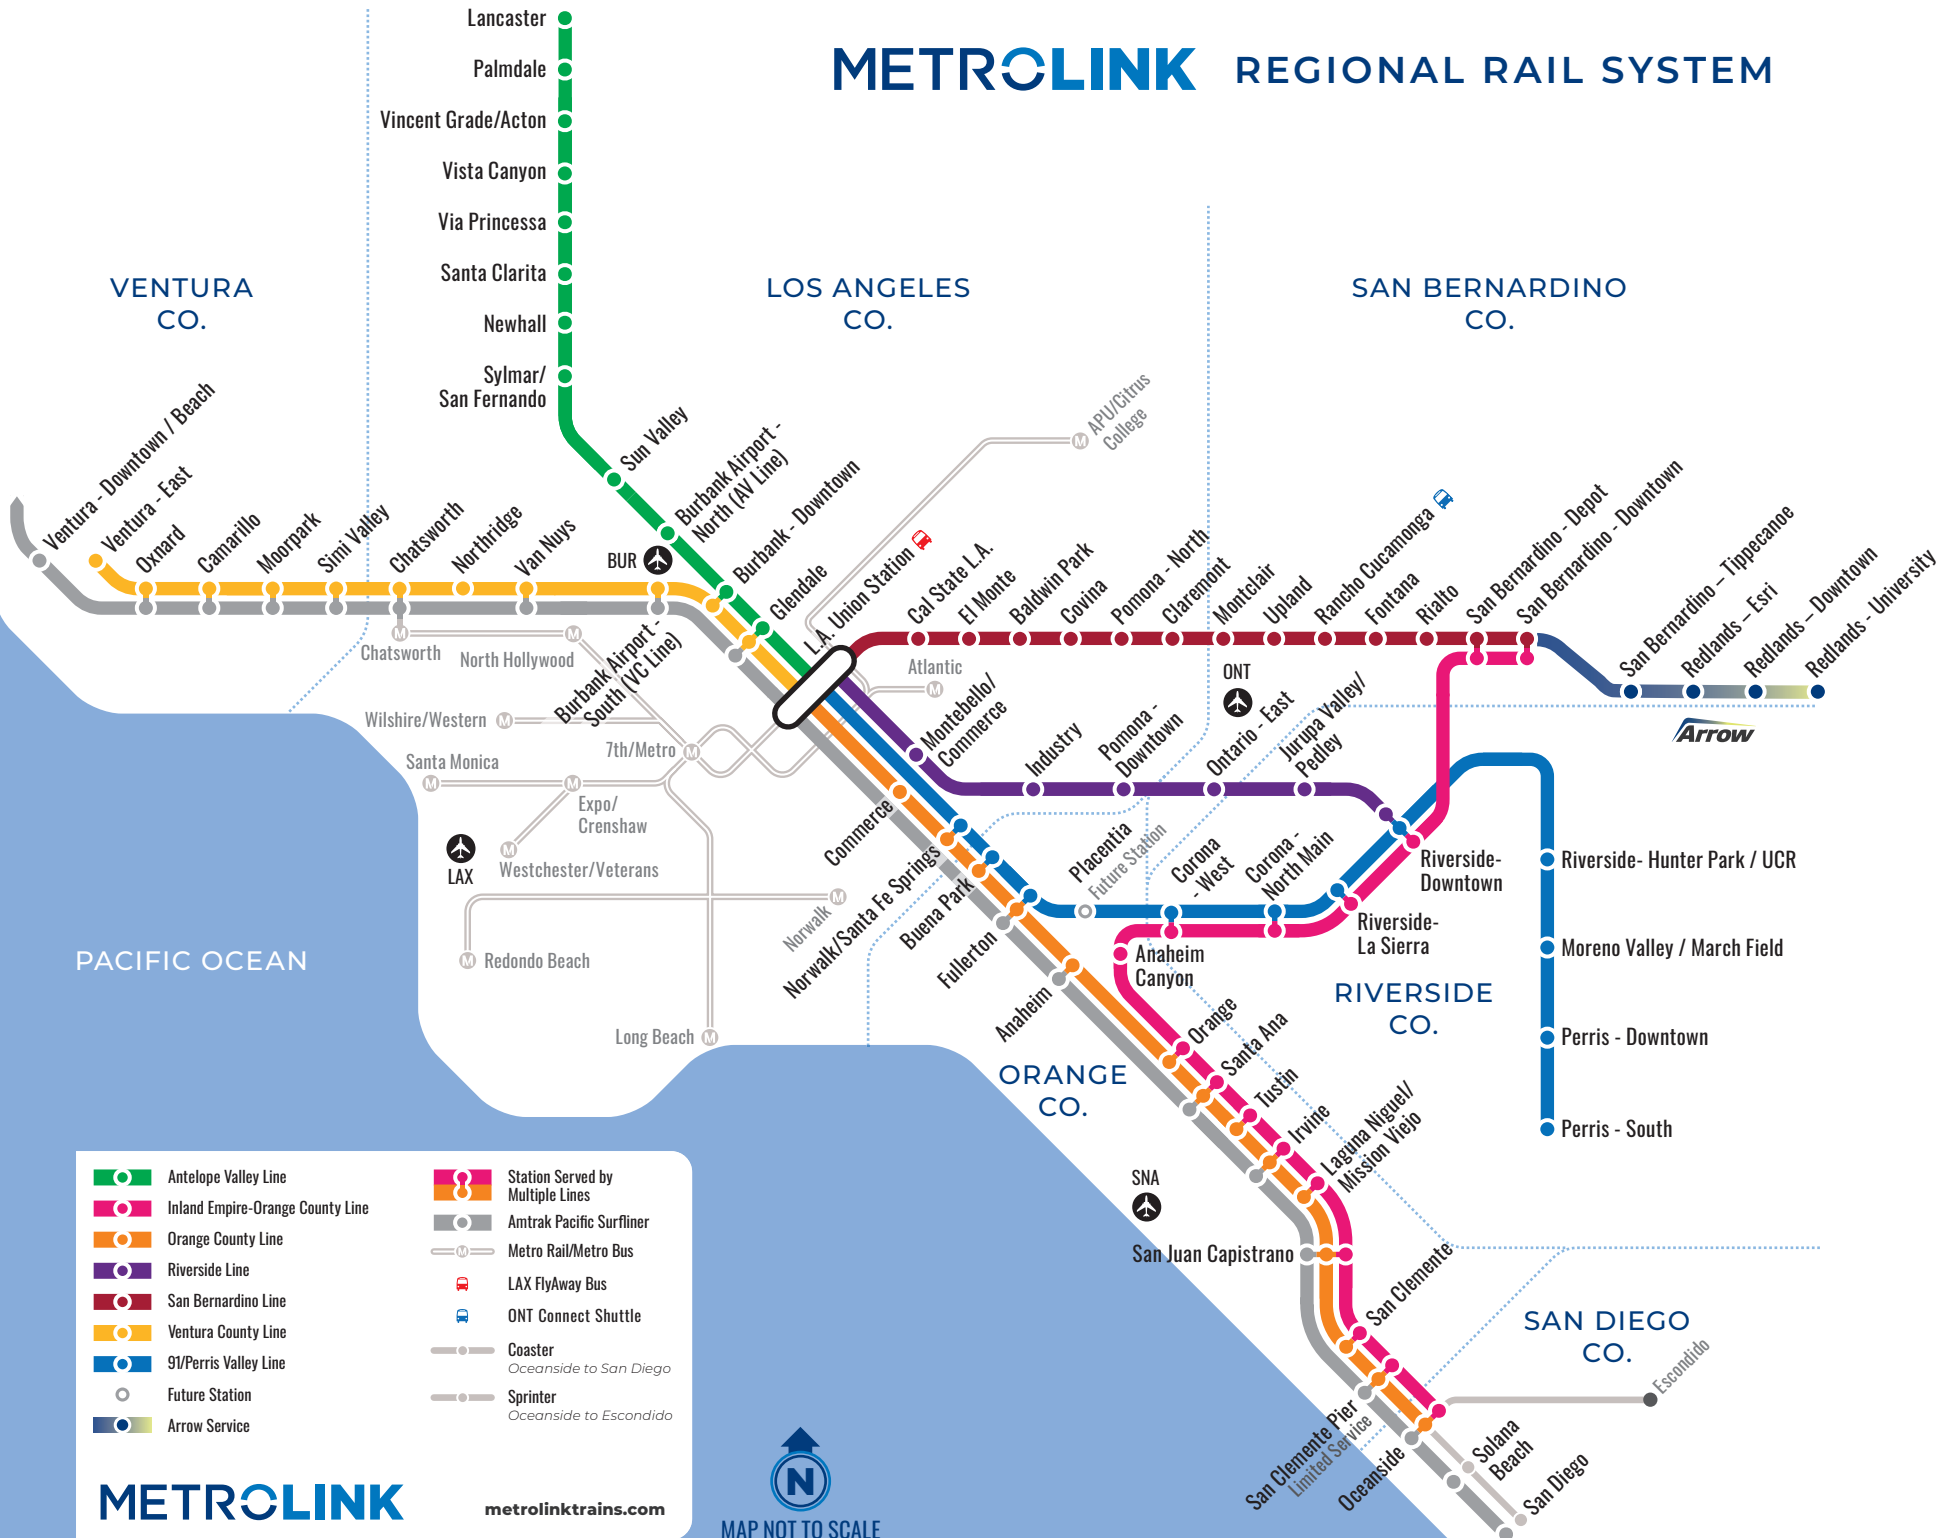 METROLINK REGIONAL RAIL SYSTEM
Lancaster
Palmdale
Vincent Grade/Acton
Vista Canyon
Via Princessa
Santa Clarita
Newhall
Sylmar/
San Fernando
VENTURA
CO.
LOS ANGELES
CO.
SAN BERNARDINO
CO.
Sun Valley
Burbank Airport -
North (AV Line)
Burbank - Downtown
Glendale
L.A. Union Station
APU/Citrus
College
Ventura - Downtown / Beach
Ventura - East
Oxnard
Camarillo
Moorpark
Simi Valley
Chatsworth
Northridge
Van Nuys
BUR
Burbank Airport -
South (VC Line)
Cal State L.A.
El Monte
Baldwin Park
Covina
Pomona - North
Claremont
Montclair
Upland
Rancho Cucamonga
Fontana
Rialto
San Bernardino - Depot
San Bernardino - Downtown
San Bernardino – Tippecanoe
Redlands – Esri
Redlands – Downtown
Redlands - University
Arrow
M
M
M
M
M
M
M
M
M
M
M
M
Chatsworth
North Hollywood
Atlantic
Wilshire/Western
7th/Metro
Santa Monica
Expo/
Crenshaw
LAX
Westchester/Veterans
Norwalk
Redondo Beach
Long Beach
ONT
Montebello/
Commerce
Industry
Pomona -
Downtown
Ontario - East
Jurupa Valley/
Pedley
Commerce
Norwalk/Santa Fe Springs
Buena Park
Fullerton
Anaheim
Placentia
Future Station
Corona
- West
Corona -
North Main
Riverside-
Downtown
Riverside-
La Sierra
Anaheim
Canyon
Riverside- Hunter Park / UCR
Moreno Valley / March Field
Perris - Downtown
Perris - South
PACIFIC OCEAN
RIVERSIDE
CO.
ORANGE
CO.
Orange
Santa Ana
Tustin
Irvine
Laguna Niguel/
Mission Viejo
SNA
San Juan Capistrano
San Clemente
San Clemente Pier
Limited Service
Oceanside
SAN DIEGO
CO.
Escondido
Solana
Beach
San Diego
Antelope Valley Line
Inland Empire-Orange County Line
Orange County Line
Riverside Line
San Bernardino Line
Ventura County Line
91/Perris Valley Line
Future Station
Arrow Service
Station Served by
Multiple Lines
Amtrak Pacific Surfliner
M
Metro Rail/Metro Bus
LAX FlyAway Bus
ONT Connect Shuttle
Coaster
Oceanside to San Diego
Sprinter
Oceanside to Escondido
METROLINK
metrolinktrains.com
N
MAP NOT TO SCALE